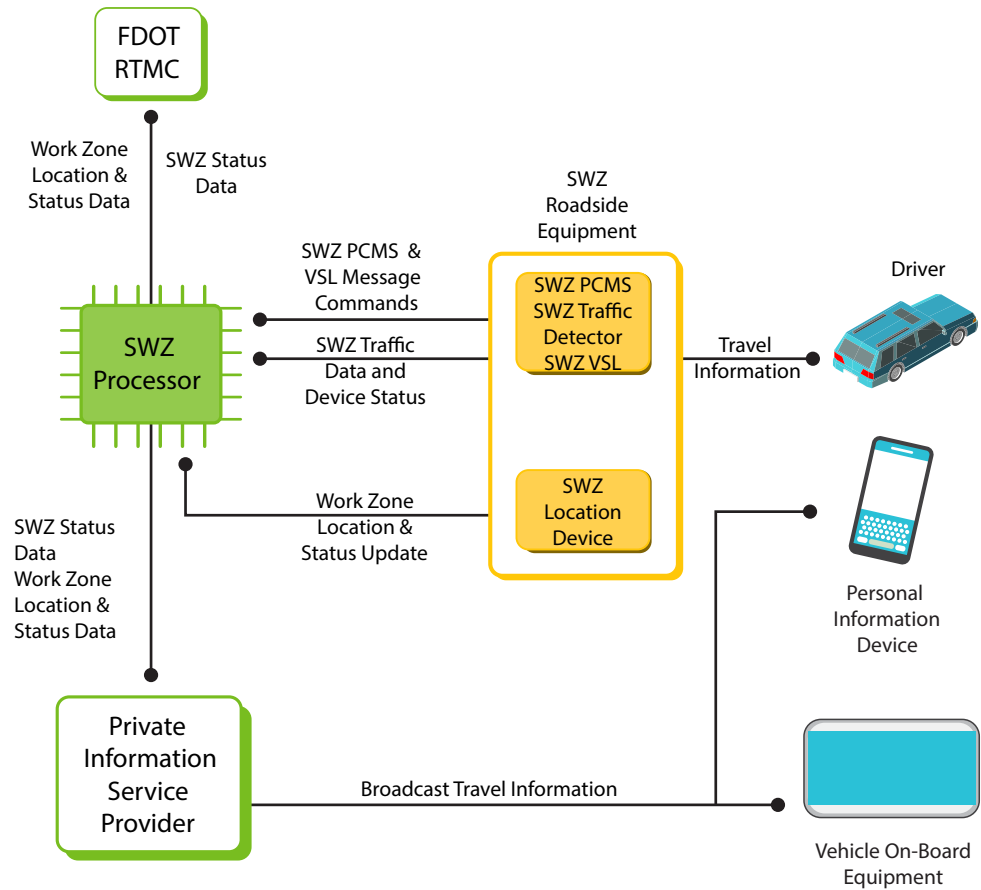 FDOT
RTMC
Work Zone
Location &
Status Data
SWZ Status
Data
SWZ
Roadside
Equipment
SWZ PCMS &
VSL Message
Commands
SWZ PCMS
SWZ Traffic
Detector
SWZ VSL
Driver
SWZ
Processor
SWZ Traffic
Data and
Device Status
Travel
Information
Work Zone
Location &
Status Update
SWZ
Location
Device
SWZ Status
Data
Work Zone
Location &
Status Data
Personal
Information
Device
Private
Information
Service
Provider
Broadcast Travel Information
Vehicle On-Board
Equipment